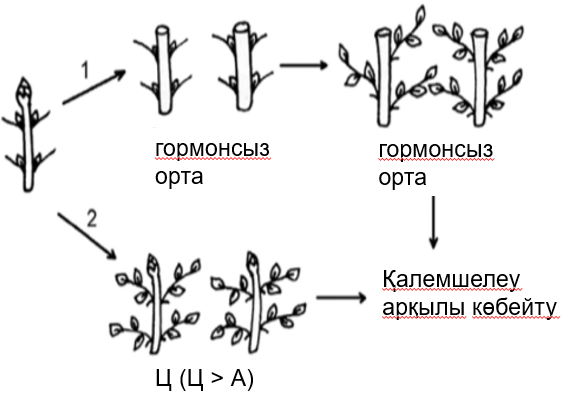 1
гормонсыз
орта
гормонсыз
орта
2
Қалемшелеу
арқылы көбейту
Ц (Ц > А)